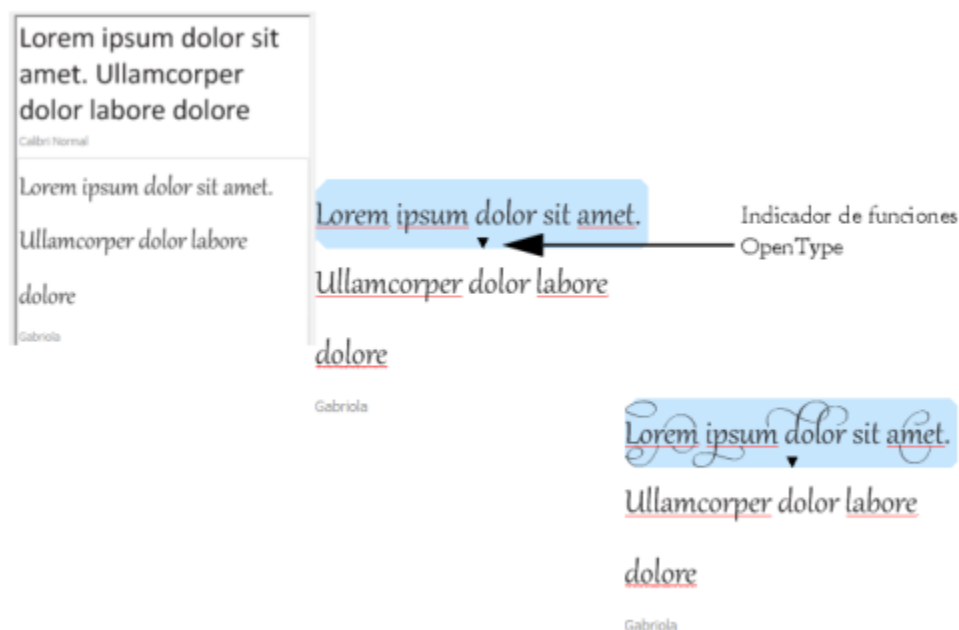 Lorem ipsum dolor sit
amet. Ullamcorper
dolor labore dolore
Calibri Normal
Lorem ipsum dolor sit amet.
Ullamcorper dolor labore
dolore
Gabriola
Lorem ipsum dolor sit amet.
Ullamcorper dolor labore
dolore
Gabriola
Indicador de funciones
OpenType
Lorem ipsum dolor sit amet.
Ullamcorper dolor labore
dolore
Gabriola